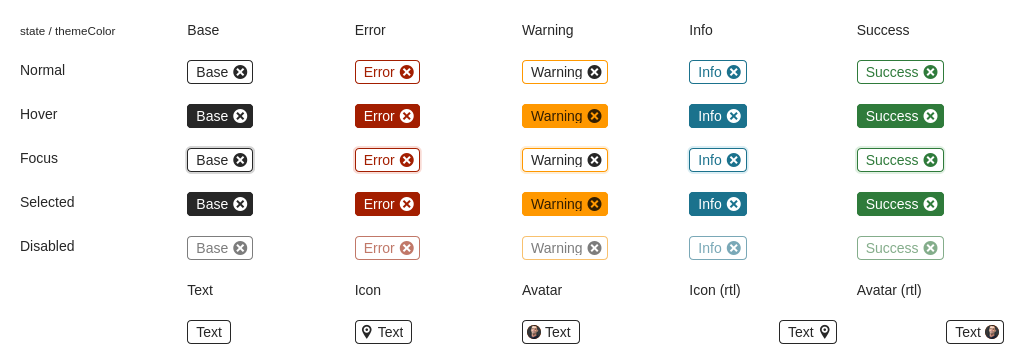 state / themeColor Base Error Warning Info Success
Normal Base Error Warning Info Success
Hover Base Error Warning Info Success
Focus Base Error Warning Info Success
Selected Base Error Warning Info Success
Disabled Base Error Warning Info Success
Text Icon Avatar Icon (rtl) Avatar (rtl)
Text Text Text Text Text